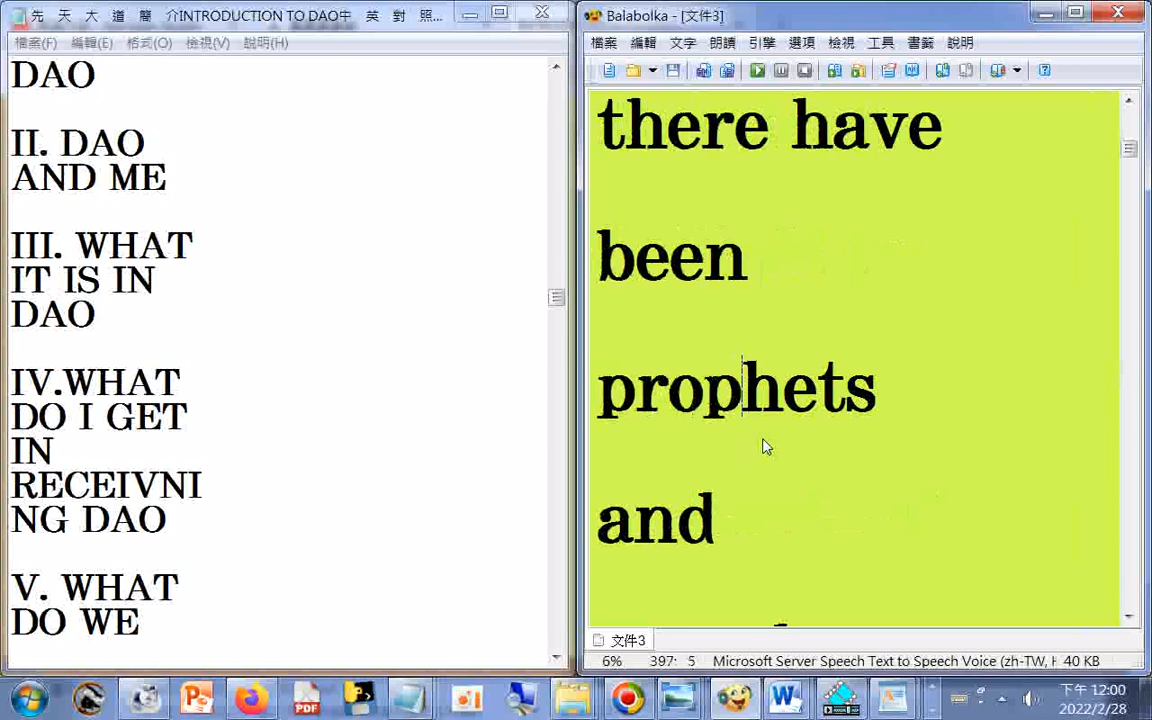 先 天 大 道 簡 介INTRODUCTION TO DAO中 英 對 照...
檔案(F) 編輯(E) 格式(O) 檢視(V) 說明(H)
DAO
II. DAO
AND ME
III. WHAT
IT IS IN
DAO
IV.WHAT
DO I GET
IN
RECEIVNI
NG DAO
V. WHAT
DO WE
Balabolka - [文件3]
檔案 編輯 文字 朗讀 引擎 選項 檢視 工具 書籤 說明
there have
been
prophets
and
文件3
6% 397: 5 Microsoft Server Speech Text to Speech Voice (zh-TW, H 40 KB
PDF
下午 12:00
2022/2/28